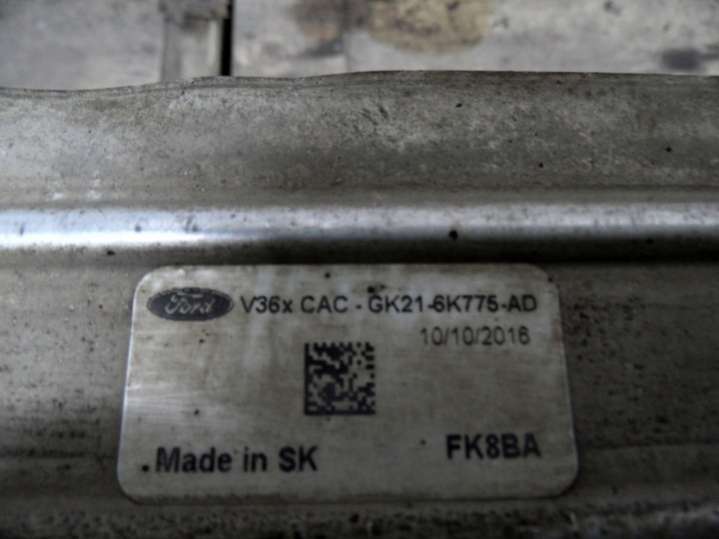 Ford V36x CAC - GK21-6K775-AD
10/10/2016
.Made in SK FK8BA